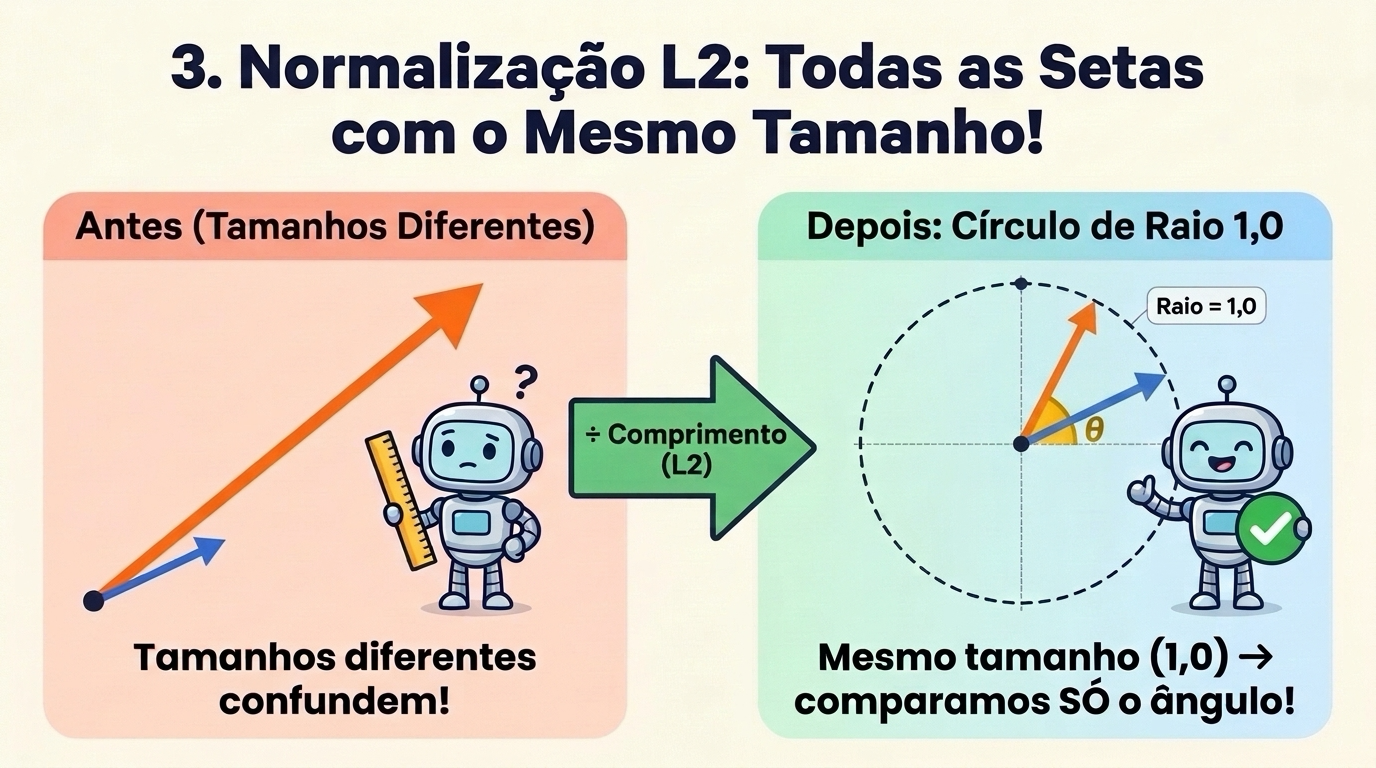 3. Normalização L2: Todas as Setas
com o Mesmo Tamanho!
Antes (Tamanhos Diferentes)
?
Tamanhos diferentes
confundem!
÷ Comprimento
(L2)
Depois: Círculo de Raio 1,0
Raio = 1,0
θ
Mesmo tamanho (1,0) →
comparamos SÓ o ângulo!